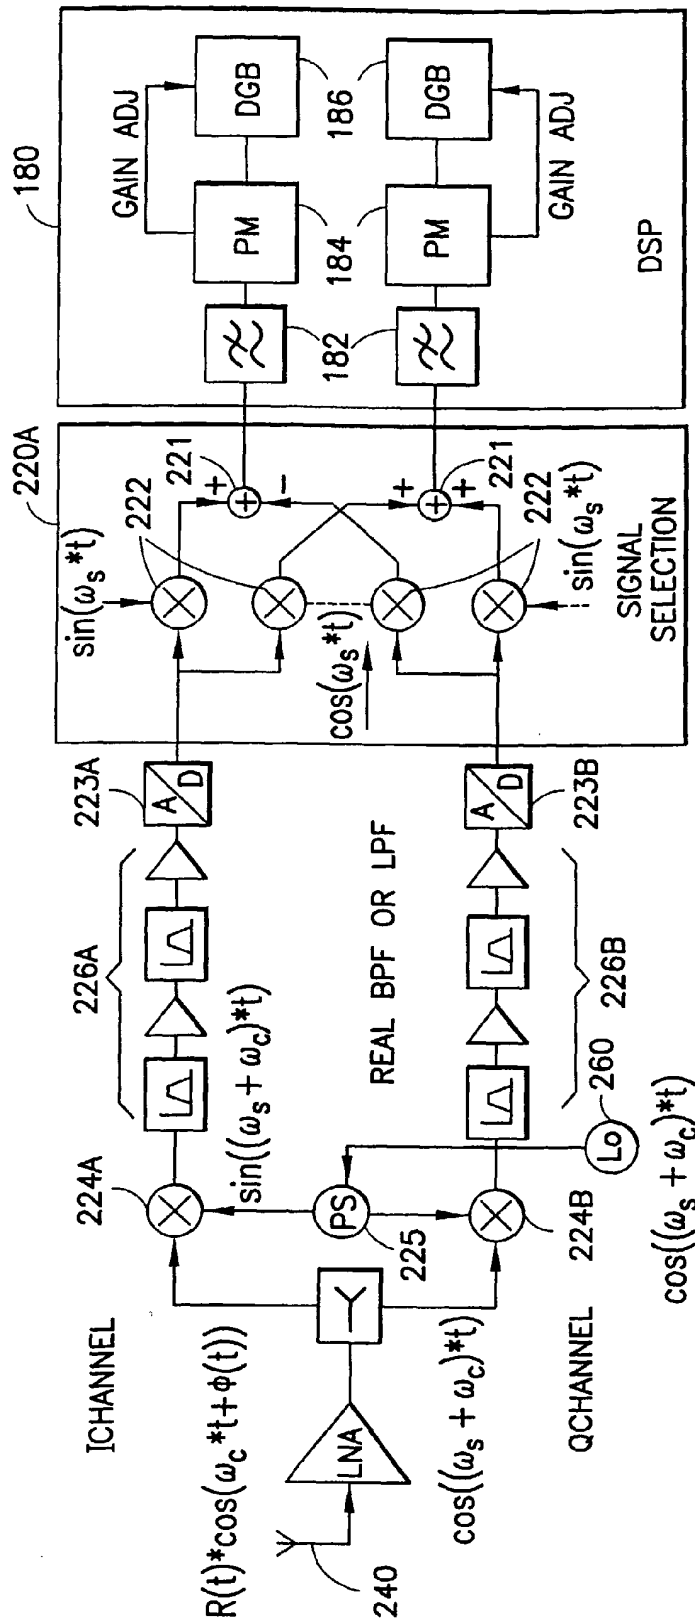 ICHANNEL
R(t)*cos(ωc*t+Φ(t))
240
LNA
cos((ωs + ωc)*t)
QCHANNEL
224A
sin((ωs + ωc)*t)
PS
225
224B
Lo
260
cos((ωs + ωc)*t)
226A
REAL BPF OR LPF
226B
223A
A
D
A
D
223B
220A
sin(ωs*t)
222
221
+
-
cos(ωs*t)
+
+
221
222
sin(ωs*t)
SIGNAL
SELECTION
180
GAIN ADJ
PM
DGB
182
184
186
PM
DGB
GAIN ADJ
DSP